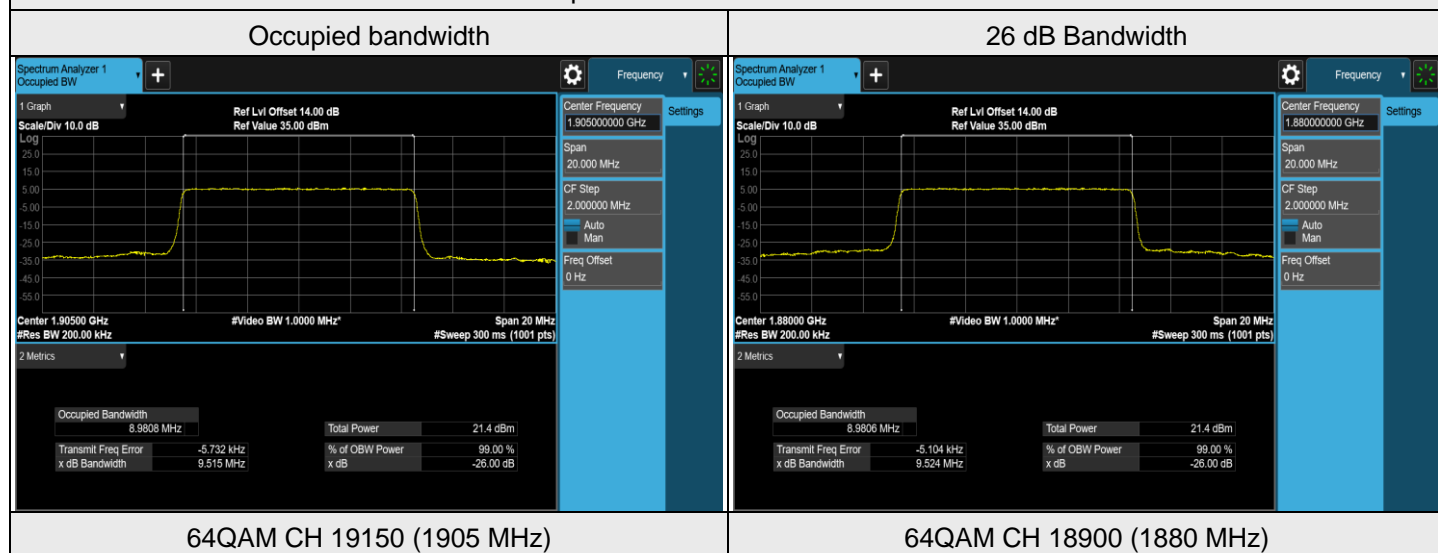 Occupied bandwidth
26 dB Bandwidth
Spectrum Analyzer 1
Occupied BW
+
Frequency
1 Graph
Scale/Div 10.0 dB
Ref Lvl Offset 14.00 dB
Ref Value 35.00 dBm
Log
25.0
15.0
5.00
-5.00
-15.0
-25.0
-35.0
-45.0
-55.0
Center 1.90500 GHz
#Video BW 1.0000 MHz*
Span 20 MHz
#Res BW 200.00 kHz
#Sweep 300 ms (1001 pts)
Center Frequency
1.905000000 GHz
Settings
Span
20.000 MHz
CF Step
2.000000 MHz
Auto
Man
Freq Offset
0 Hz
2 Metrics
Occupied Bandwidth
8.9808 MHz
Total Power 21.4 dBm
Transmit Freq Error -5.732 kHz % of OBW Power 99.00 %
x dB Bandwidth 9.515 MHz x dB -26.00 dB
64QAM CH 19150 (1905 MHz)
Spectrum Analyzer 1
Occupied BW
+
Frequency
1 Graph
Scale/Div 10.0 dB
Ref Lvl Offset 14.00 dB
Ref Value 35.00 dBm
Log
25.0
15.0
5.00
-5.00
-15.0
-25.0
-35.0
-45.0
-55.0
Center 1.88000 GHz
#Video BW 1.0000 MHz*
Span 20 MHz
#Res BW 200.00 kHz
#Sweep 300 ms (1001 pts)
Center Frequency
1.880000000 GHz
Settings
Span
20.000 MHz
CF Step
2.000000 MHz
Auto
Man
Freq Offset
0 Hz
2 Metrics
Occupied Bandwidth
8.9806 MHz
Total Power 21.4 dBm
Transmit Freq Error -5.104 kHz % of OBW Power 99.00 %
x dB Bandwidth 9.524 MHz x dB -26.00 dB
64QAM CH 18900 (1880 MHz)